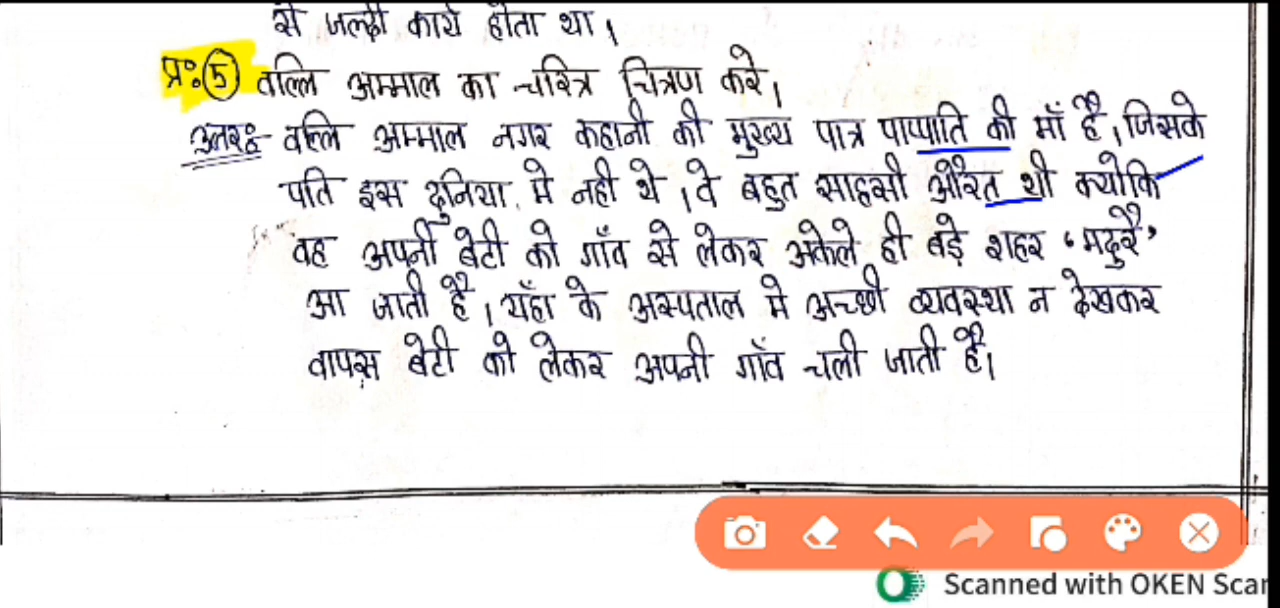 से जल्दी कार्य होता था।
प्र० ⑤ वल्लि अम्माल का चरित्र चित्रण करे।
उत्तर:- वल्लि अम्माल नगर कहानी की मुख्य पात्र पाप्पाति की माँ है, जिसके
पति इस दुनिया में नही थे। वे बहुत साहसी औरत थी क्योकि
वह अपनी बेटी को गाँव से लेकर अकेले ही बड़े शहर 'मदुरै'
आ जाती है। यहाँ के अस्पताल मे अच्छी व्यवस्था न देखकर
वापस बेटी को लेकर अपनी गाँव चली जाती है।
Scanned with OKEN Scar